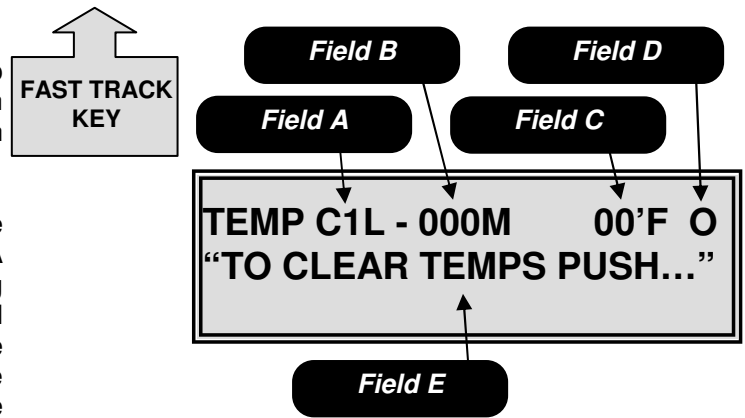 FAST TRACK
KEY
Field B
Field D
Field A
Field C
TEMP C1L - 000M 00'F O
“TO CLEAR TEMPS PUSH...”
Field E